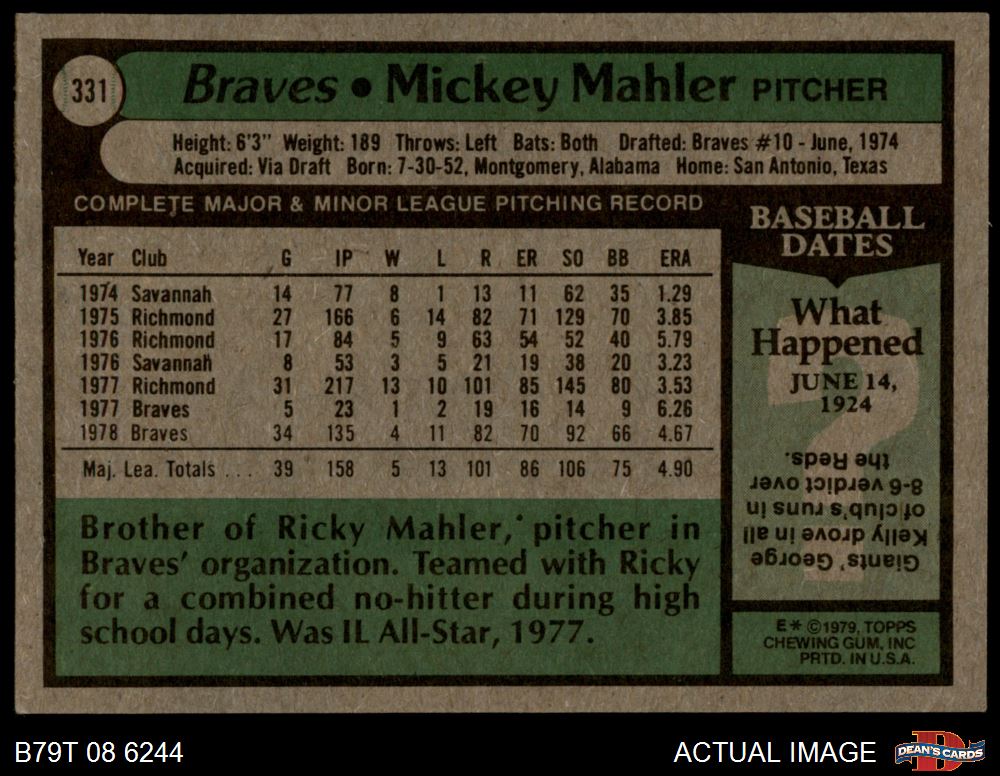 331
Braves • Mickey Mahler PITCHER
Height: 6'3" Weight: 189 Throws: Left Bats: Both Drafted: Braves #10 - June, 1974
Acquired: Via Draft Born: 7-30-52, Montgomery, Alabama Home: San Antonio, Texas
COMPLETE MAJOR & MINOR LEAGUE PITCHING RECORD
Year Club G IP W L R ER SO BB ERA
1974 Savannah 14 77 8 1 13 11 62 35 1.29
1975 Richmond 27 166 6 14 82 71 129 70 3.85
1976 Richmond 17 84 5 9 63 54 52 40 5.79
1976 Savannah 8 53 3 5 21 19 38 20 3.23
1977 Richmond 31 217 13 10 101 85 145 80 3.53
1977 Braves 5 23 1 2 19 16 14 9 6.26
1978 Braves 34 135 4 11 82 70 92 66 4.67
Maj. Lea. Totals ... 39 158 5 13 101 86 106 75 4.90
Brother of Ricky Mahler, pitcher in
Braves' organization. Teamed with Ricky
for a combined no-hitter during high
school days. Was IL All-Star, 1977.
BASEBALL
DATES
What
Happened
JUNE 14,
1924
Giants' George
Kelly drove in all
of club's runs in
8-6 verdict over
the Reds.
E* ©1979, TOPPS
CHEWING GUM, INC
PRTD. IN U.S.A.
B79T 08 6244
ACTUAL IMAGE
DEAN'S CARDS